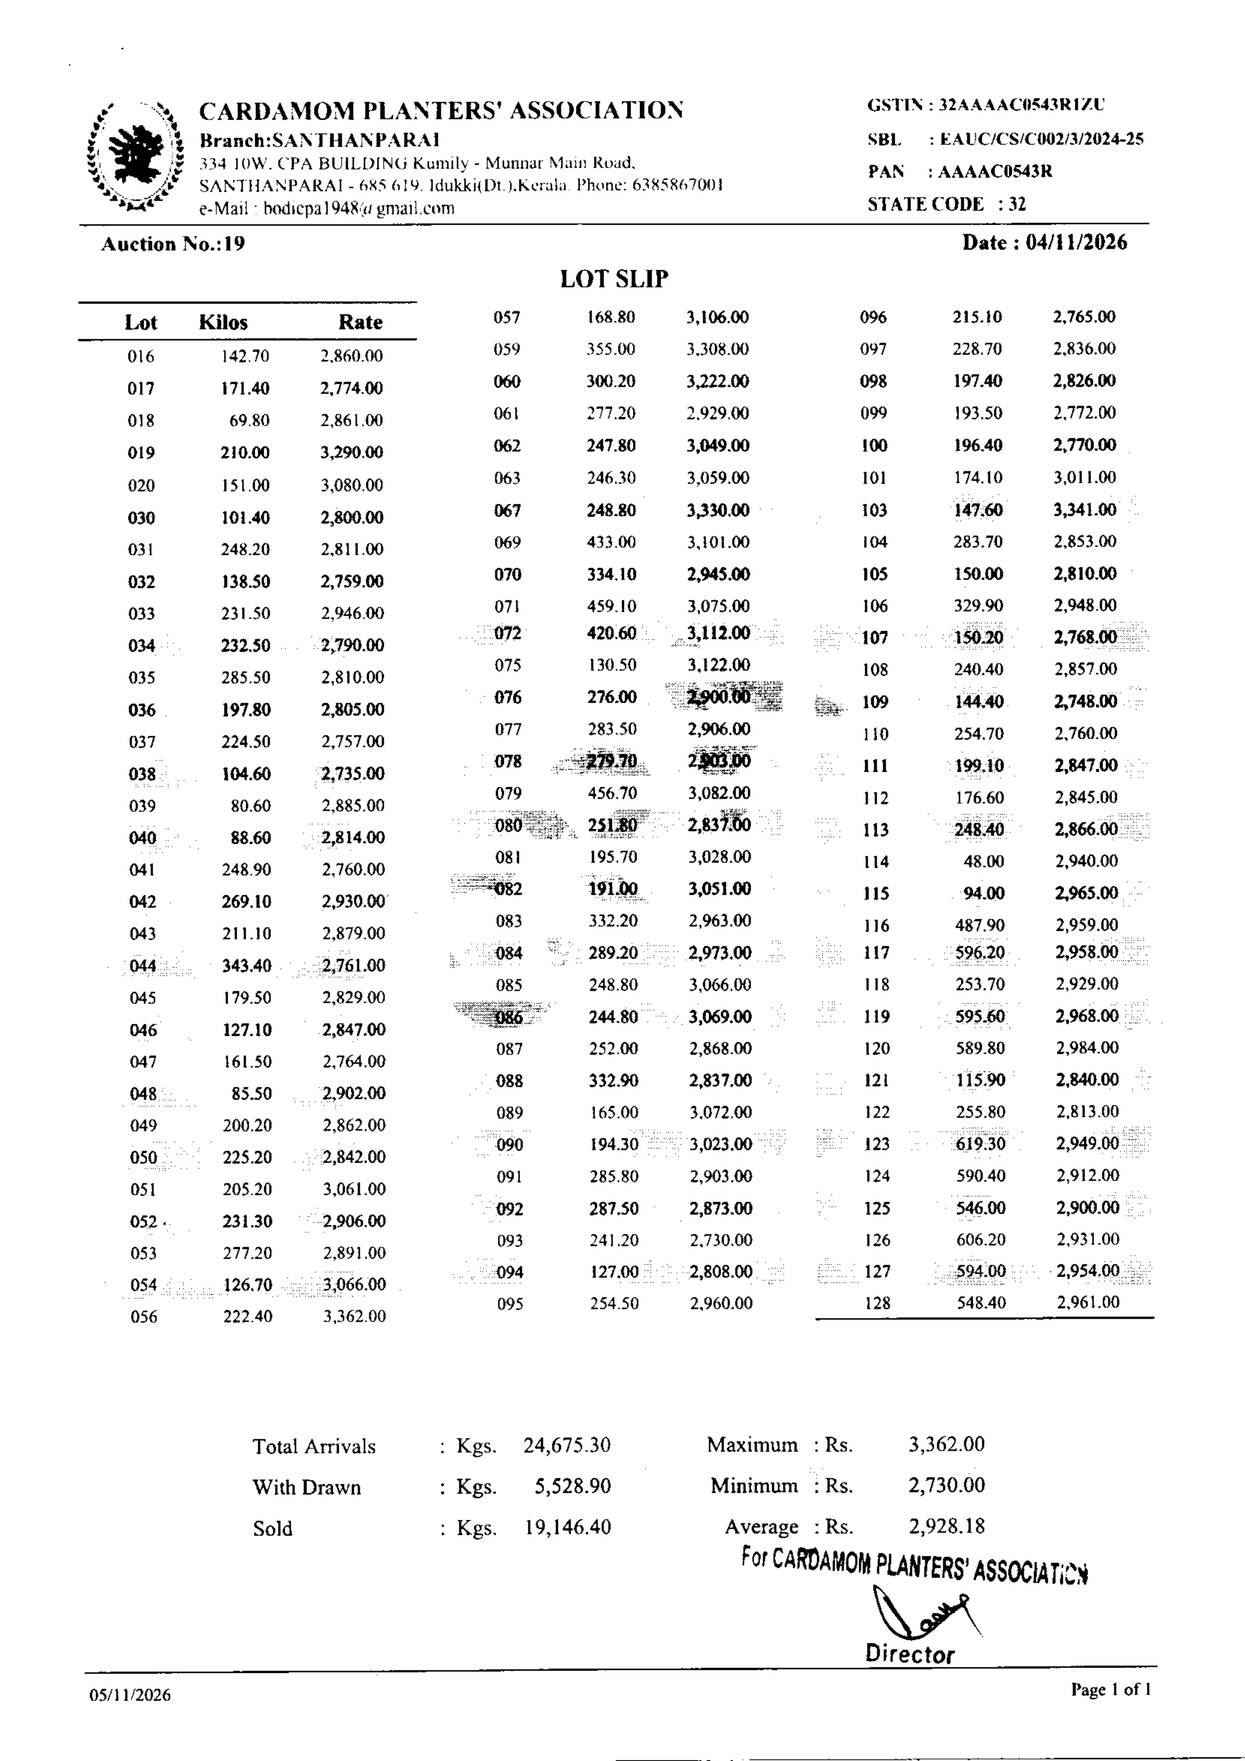 CARDAMOM PLANTERS' ASSOCIATION
Branch:SANTHANPARAI
334 10W. CPA BUILDING Kumily - Munnar Main Road.
SANTHANPARAI - 685 619. Idukki(Dt.).Kerala. Phone: 6385867001
e-Mail : bodicpa1948@gmail.com
GSTIN : 32AAAAC0543R1ZU
SBL : EAUC/CS/C002/3/2024-25
PAN : AAAAC0543R
STATE CODE : 32
Auction No.:19
Date : 04/11/2026
LOT SLIP
Lot Kilos Rate
016 142.70 2,860.00
017 171.40 2,774.00
018 69.80 2,861.00
019 210.00 3,290.00
020 151.00 3,080.00
030 101.40 2,800.00
031 248.20 2,811.00
032 138.50 2,759.00
033 231.50 2,946.00
034 232.50 2,790.00
035 285.50 2,810.00
036 197.80 2,805.00
037 224.50 2,757.00
038 104.60 2,735.00
039 80.60 2,885.00
040 88.60 2,814.00
041 248.90 2,760.00
042 269.10 2,930.00
043 211.10 2,879.00
044 343.40 2,761.00
045 179.50 2,829.00
046 127.10 2,847.00
047 161.50 2,764.00
048 85.50 2,902.00
049 200.20 2,862.00
050 225.20 2,842.00
051 205.20 3,061.00
052 231.30 2,906.00
053 277.20 2,891.00
054 126.70 3,066.00
056 222.40 3,362.00
057 168.80 3,106.00
059 355.00 3,308.00
060 300.20 3,222.00
061 277.20 2,929.00
062 247.80 3,049.00
063 246.30 3,059.00
067 248.80 3,330.00
069 433.00 3,101.00
070 334.10 2,945.00
071 459.10 3,075.00
072 420.60 3,112.00
075 130.50 3,122.00
076 276.00 2,900.00
077 283.50 2,906.00
078 279.70 2,903.00
079 456.70 3,082.00
080 251.80 2,837.00
081 195.70 3,028.00
082 191.00 3,051.00
083 332.20 2,963.00
084 289.20 2,973.00
085 248.80 3,066.00
086 244.80 3,069.00
087 252.00 2,868.00
088 332.90 2,837.00
089 165.00 3,072.00
090 194.30 3,023.00
091 285.80 2,903.00
092 287.50 2,873.00
093 241.20 2,730.00
094 127.00 2,808.00
095 254.50 2,960.00
096 215.10 2,765.00
097 228.70 2,836.00
098 197.40 2,826.00
099 193.50 2,772.00
100 196.40 2,770.00
101 174.10 3,011.00
103 147.60 3,341.00
104 283.70 2,853.00
105 150.00 2,810.00
106 329.90 2,948.00
107 150.20 2,768.00
108 240.40 2,857.00
109 144.40 2,748.00
110 254.70 2,760.00
111 199.10 2,847.00
112 176.60 2,845.00
113 248.40 2,866.00
114 48.00 2,940.00
115 94.00 2,965.00
116 487.90 2,959.00
117 596.20 2,958.00
118 253.70 2,929.00
119 595.60 2,968.00
120 589.80 2,984.00
121 115.90 2,840.00
122 255.80 2,813.00
123 619.30 2,949.00
124 590.40 2,912.00
125 546.00 2,900.00
126 606.20 2,931.00
127 594.00 2,954.00
128 548.40 2,961.00
Total Arrivals : Kgs. 24,675.30
With Drawn : Kgs. 5,528.90
Sold : Kgs. 19,146.40
Maximum : Rs. 3,362.00
Minimum : Rs. 2,730.00
Average : Rs. 2,928.18
For CARDAMOM PLANTERS' ASSOCIATION
Director
05/11/2026
Page 1 of 1